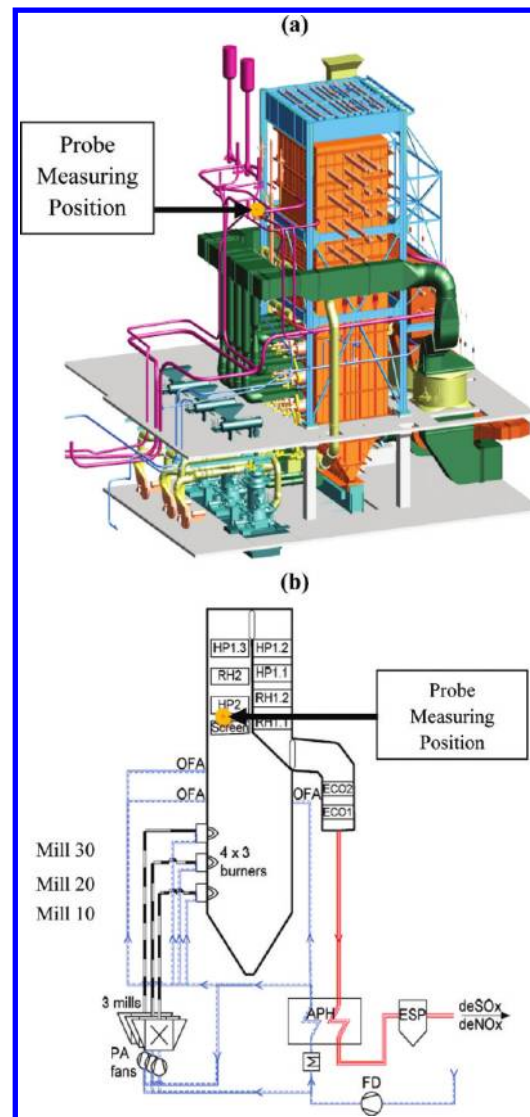 (a)
Probe
Measuring
Position
(b)
HP1.3
HP1.2
RH2
HP1.1
HP2
RH1.2
Screen
RH1.1
Probe
Measuring
Position
OFA
OFA
OFA
ECO2
ECO1
Mill 30
Mill 20
Mill 10
4 x 3
burners
3 mills
PA
fans
APH
ESP
deSOx
deNOx
FD